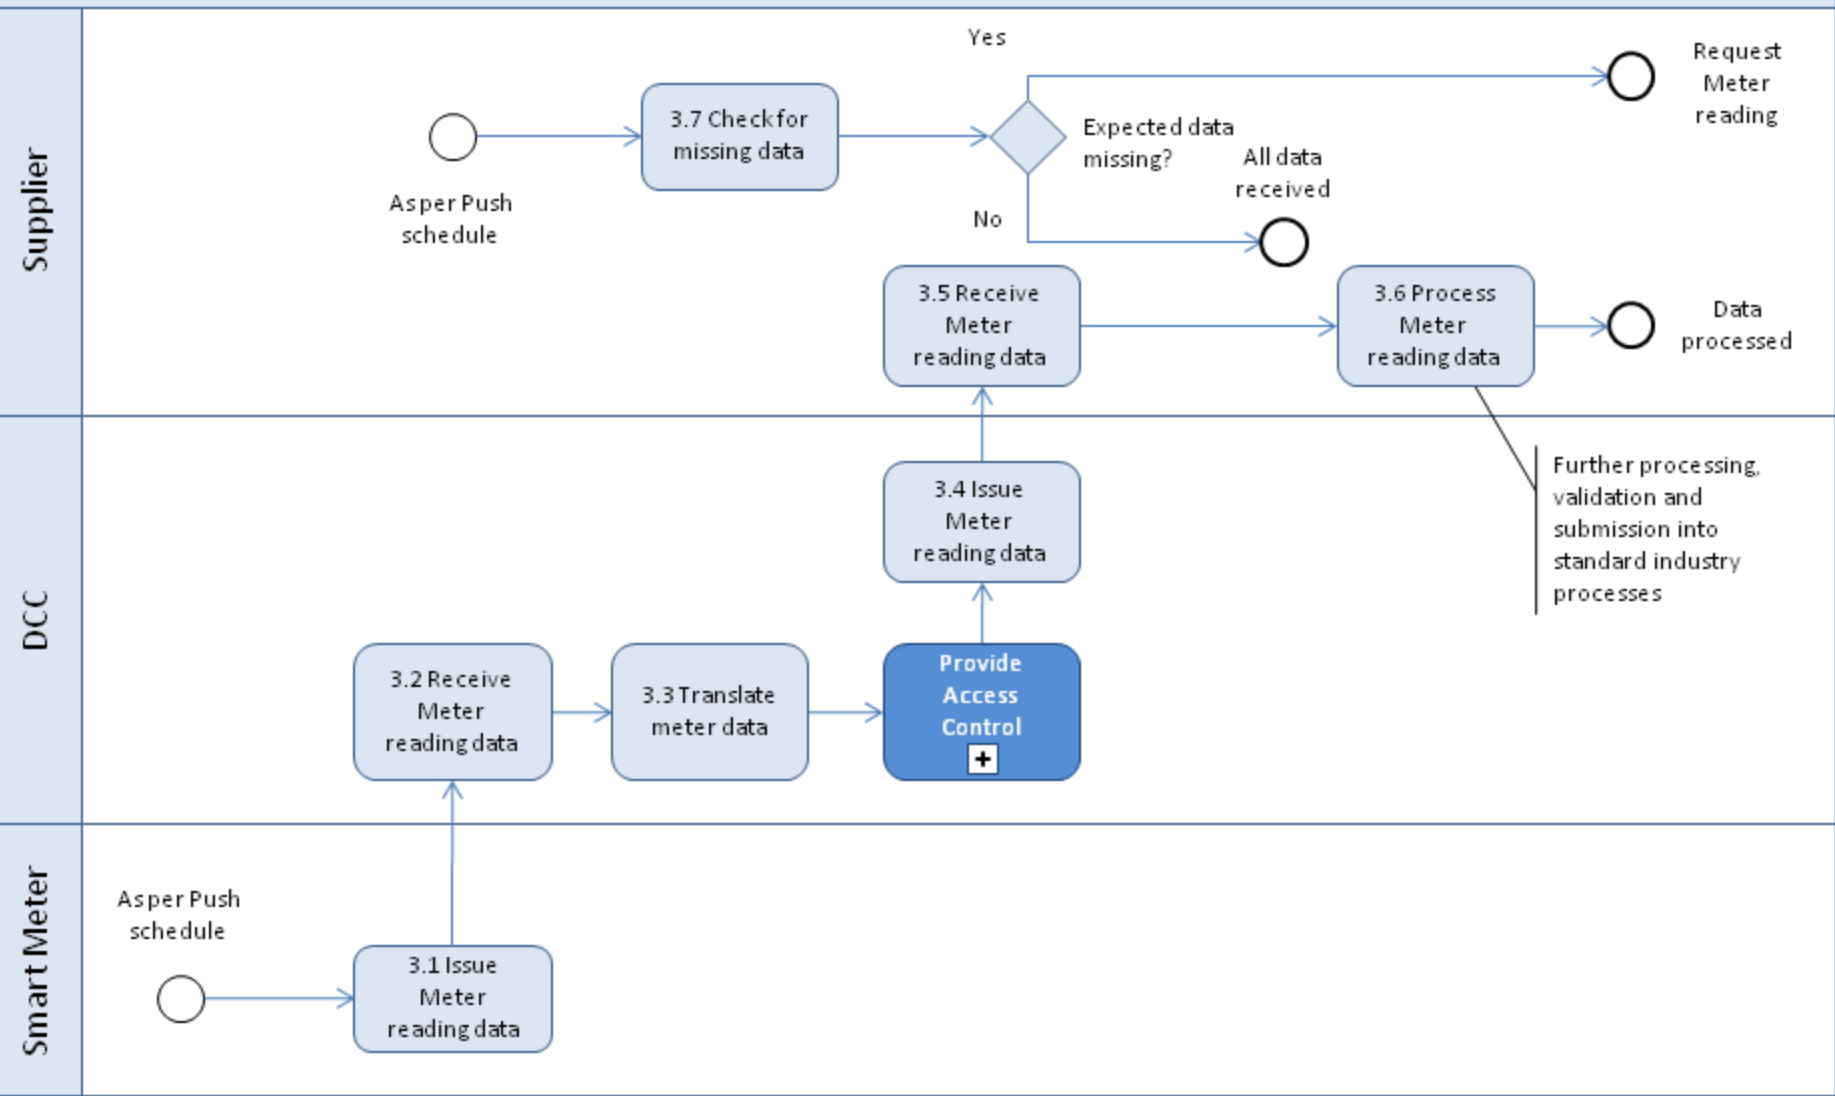 Supplier
Yes
Request
Meter
reading
3.7 Check for
missing data
Expected data
missing?
All data
received
As per Push
schedule
No
3.5 Receive
Meter
reading data
3.6 Process
Meter
reading data
Data
processed
DCC
3.4 Issue
Meter
reading data
Further processing,
validation and
submission into
standard industry
processes
3.2 Receive
Meter
reading data
3.3 Translate
meter data
Provide
Access
Control
+
Smart Meter
As per Push
schedule
3.1 Issue
Meter
reading data